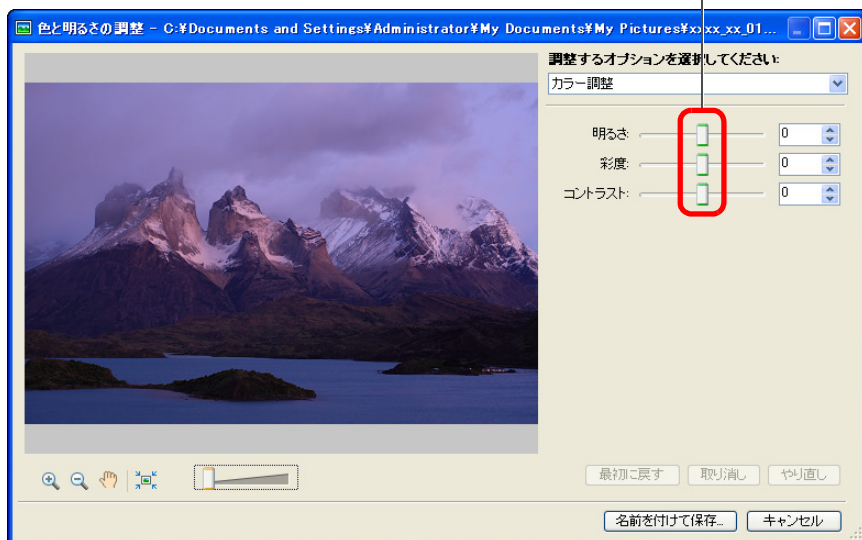 色と明るさの調整 - C:¥Documents and Settings¥Administrator¥My Documents¥My Pictures¥xxxx_xx_01...
調整するオプションを選択してください:
カラー調整
明るさ: 0
彩度: 0
コントラスト: 0
最初に戻す 取り消し やり直し
名前を付けて保存... キャンセル